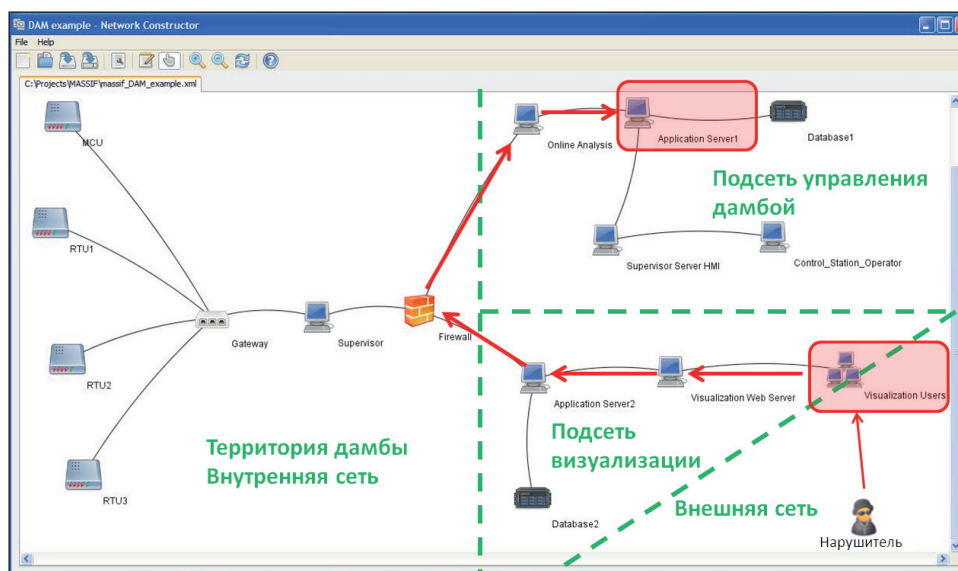 DAM example - Network Constructor
File Help
C:\Projects\MASSIF\massif_DAM_example.xml
MCU
RTU1
RTU2
RTU3
Gateway
Supervisor
Firewall
Online Analysis
Application Server1
Database1
Подсеть управления
дамбой
Supervisor Server HMI
Control_Station_Operator
Application Server2
Visualization Web Server
Visualization Users
Территория дамбы
Внутренняя сеть
Подсеть
визуализации
Database2
Внешняя сеть
Нарушитель